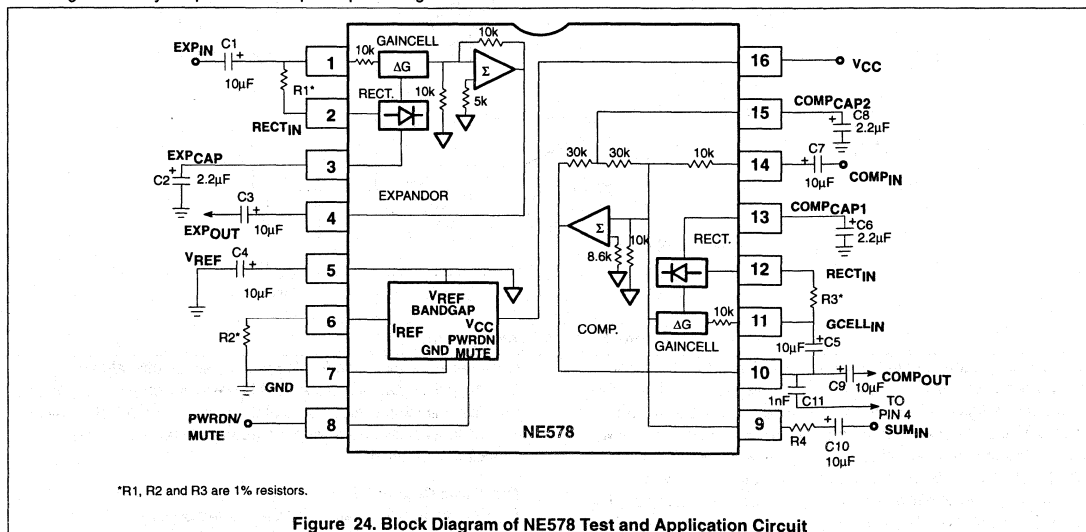 EXPIN
C1
+
10µF
R1*
RECTIN
EXPCAP
+
C2
2.2µF
C3
+
EXPOUT
10µF
VREF
C4
+
10µF
R2*
GND
PWRDN/
MUTE
1
2
3
4
5
6
7
8
GAINCELL
10k
ΔG
10k
Σ
RECT.
10k
5k
EXPANDOR
VREF
BANDGAP
IREF
VCC
PWRDN
GND
MUTE
NE578
30k
30k
10k
Σ
10k
8.6k
RECT.
COMP.
ΔG
10k
GAINCELL
16
15
14
13
12
11
10
9
VCC
COMPCAP2
+
C8
2.2µF
C7
+
10µF
COMPIN
COMPCAP1
+
C6
2.2µF
RECTIN
R3*
GCELLIN
+
C5
10µF
+
COMPOUT
C9
10µF
1nF
C11
TO
PIN 4
+
SUMIN
R4
C10
10µF
*R1, R2 and R3 are 1% resistors.
Figure 24. Block Diagram of NE578 Test and Application Circuit